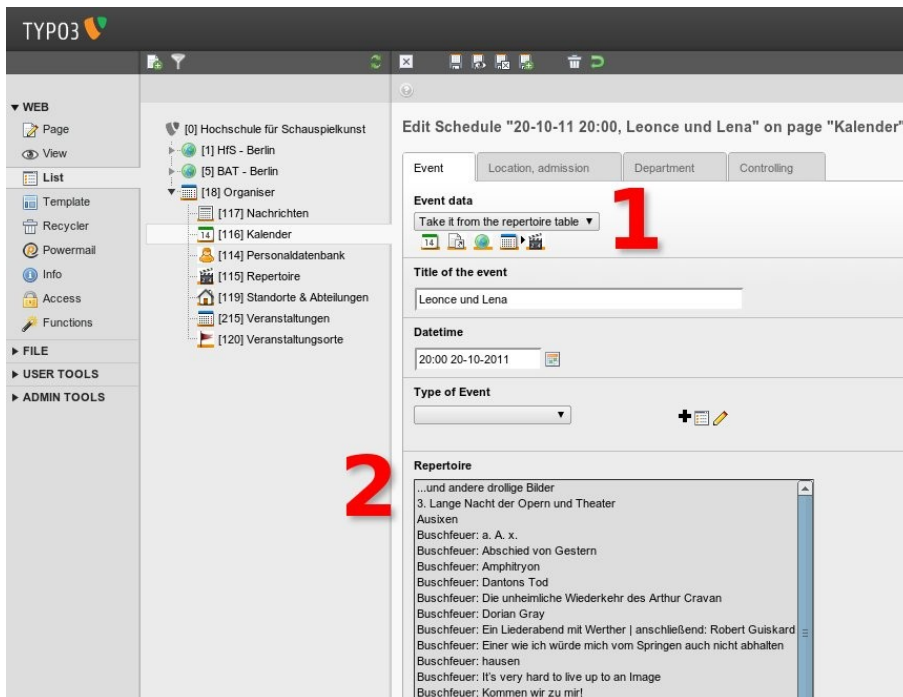 TYPO3
WEB
Page
View
List
Template
Recycler
Powermail
Info
Access
Functions
FILE
USER TOOLS
ADMIN TOOLS
[0] Hochschule für Schauspielkunst
[1] HfS - Berlin
[5] BAT - Berlin
[18] Organiser
[117] Nachrichten
14 [116] Kalender
[114] Personaldatenbank
[115] Repertoire
[119] Standorte & Abteilungen
[215] Veranstaltungen
[120] Veranstaltungsorte
Edit Schedule "20-10-11 20:00, Leonce und Lena" on page "Kalender"
Event Location, admission Department Controlling
Event data
Take it from the repertoire table
14
1
Title of the event
Leonce und Lena
Datetime
20:00 20-10-2011
Type of Event
2
Repertoire
...und andere drollige Bilder
3. Lange Nacht der Opern und Theater
Ausixen
Buschfeuer: a. A. x.
Buschfeuer: Abschied von Gestern
Buschfeuer: Amphitryon
Buschfeuer: Dantons Tod
Buschfeuer: Die unheimliche Wiederkehr des Arthur Cravan
Buschfeuer: Dorian Gray
Buschfeuer: Ein Liederabend mit Werther | anschließend: Robert Guiskard
Buschfeuer: Einer wie ich würde mich vom Springen auch nicht abhalten
Buschfeuer: hausen
Buschfeuer: It's very hard to live up to an Image
Buschfeuer: Kommen wir zu mir!